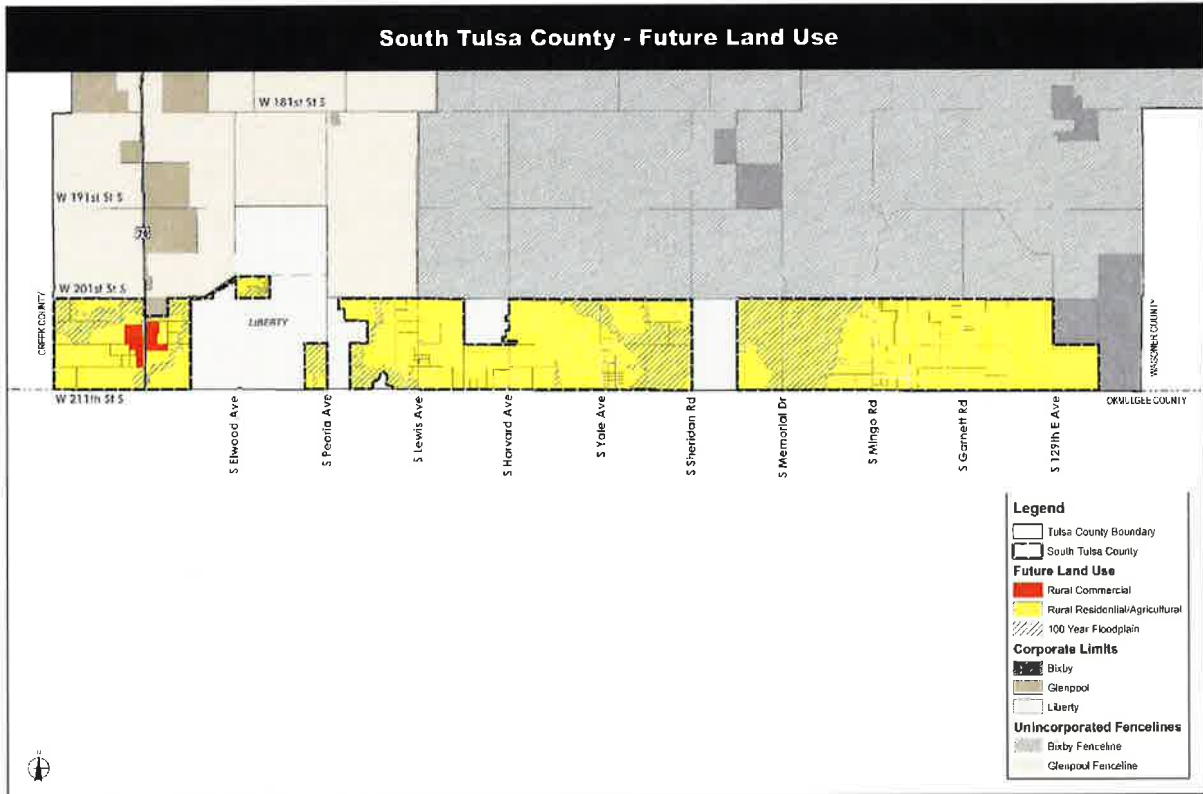 South Tulsa County - Future Land Use
W 181st St S
W 191st St S
75
W 201st St S
LIBERTY
CREEK COUNTY
WAGONER COUNTY
W 211th St S
OKMULGEE COUNTY
S Elwood Ave
S Peoria Ave
S Lewis Ave
S Harvard Ave
S Yale Ave
S Sheridan Rd
S Memorial Dr
S Mingo Rd
S Garnett Rd
S 129th E Ave
Legend
Tulsa County Boundary
South Tulsa County
Future Land Use
Rural Commercial
Rural Residential/Agricultural
100 Year Floodplain
Corporate Limits
Bixby
Glenpool
Liberty
Unincorporated Fencelines
Bixby Fenceline
Glenpool Fenceline
N